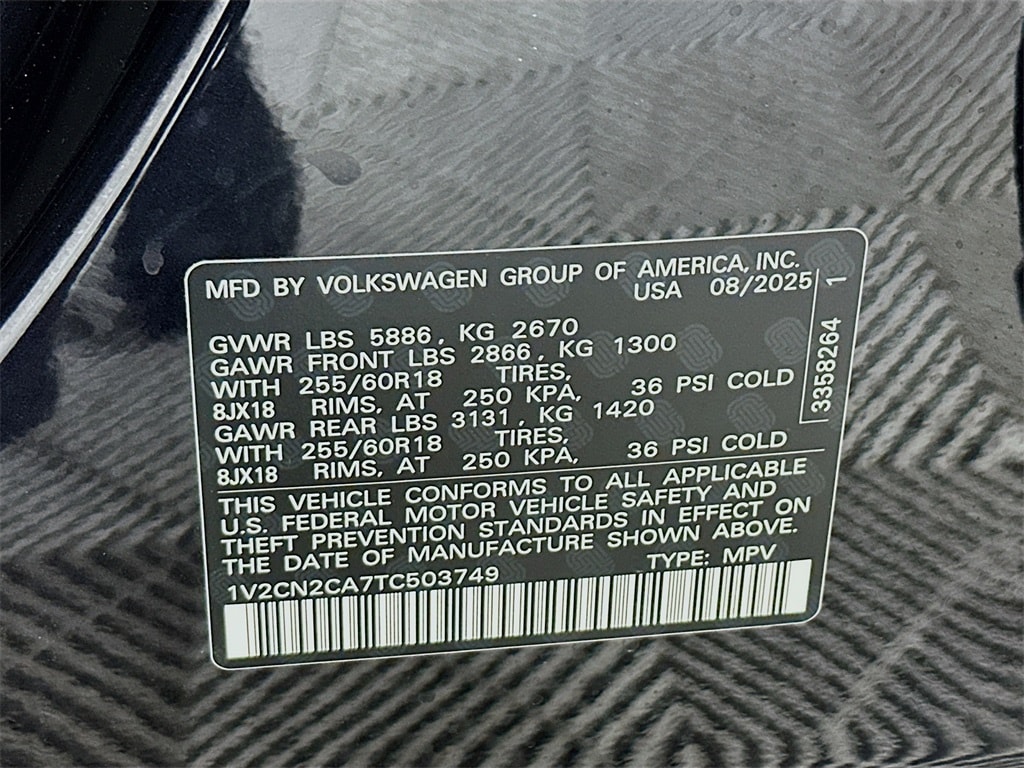 MFD BY VOLKSWAGEN GROUP OF AMERICA, INC.
USA 08/2025
GVWR LBS 5886, KG 2670
GAWR FRONT LBS 2866, KG 1300
WITH 255/60R18 TIRES,
8JX18 RIMS, AT 250 KPA, 36 PSI COLD
GAWR REAR LBS 3131, KG 1420
WITH 255/60R18 TIRES,
8JX18 RIMS, AT 250 KPA, 36 PSI COLD
THIS VEHICLE CONFORMS TO ALL APPLICABLE
U.S. FEDERAL MOTOR VEHICLE SAFETY AND
THEFT PREVENTION STANDARDS IN EFFECT ON
THE DATE OF MANUFACTURE SHOWN ABOVE.
1V2CN2CA7TC503749 TYPE: MPV
3358264 1